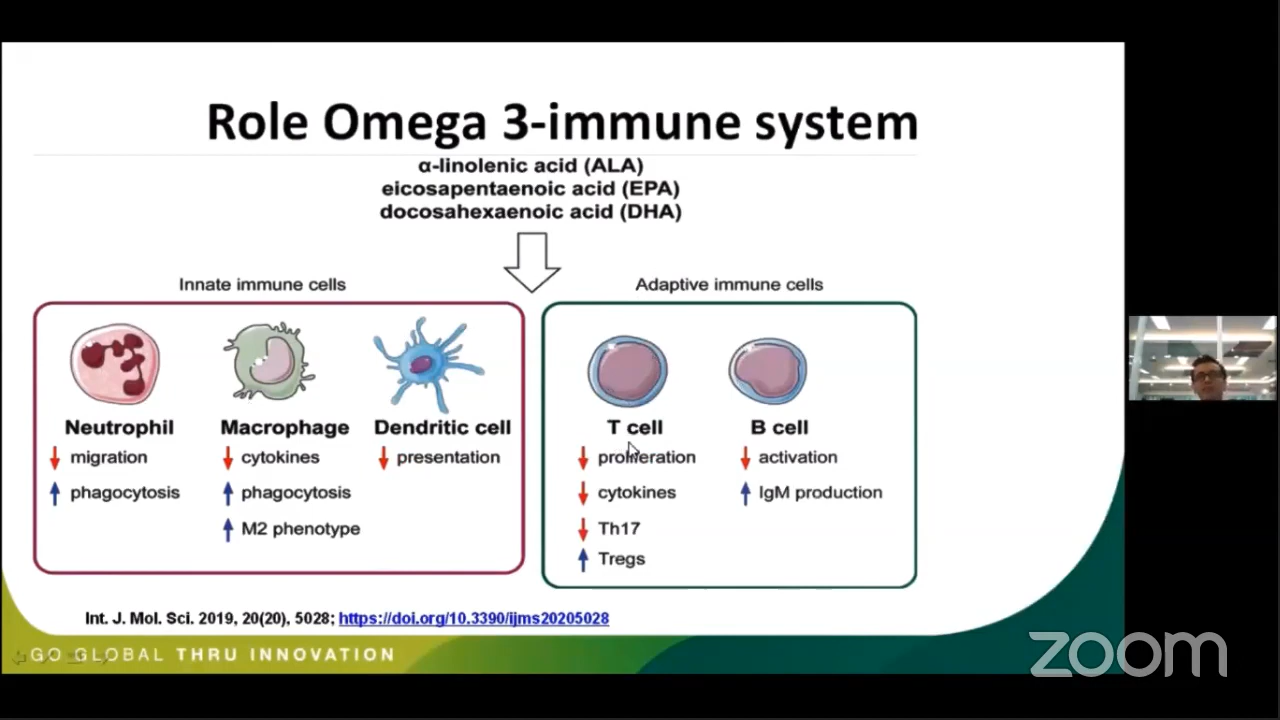 Role Omega 3-immune system
α-linolenic acid (ALA)
eicosapentaenoic acid (EPA)
docosahexaenoic acid (DHA)
Innate immune cells
Neutrophil
migration
phagocytosis
Macrophage
cytokines
phagocytosis
M2 phenotype
Dendritic cell
presentation
Adaptive immune cells
T cell
proliferation
cytokines
Th17
Tregs
B cell
activation
IgM production
Int. J. Mol. Sci. 2019, 20(20), 5028; https://doi.org/10.3390/ijms20205028
GO GLOBAL THRU INNOVATION
zoom